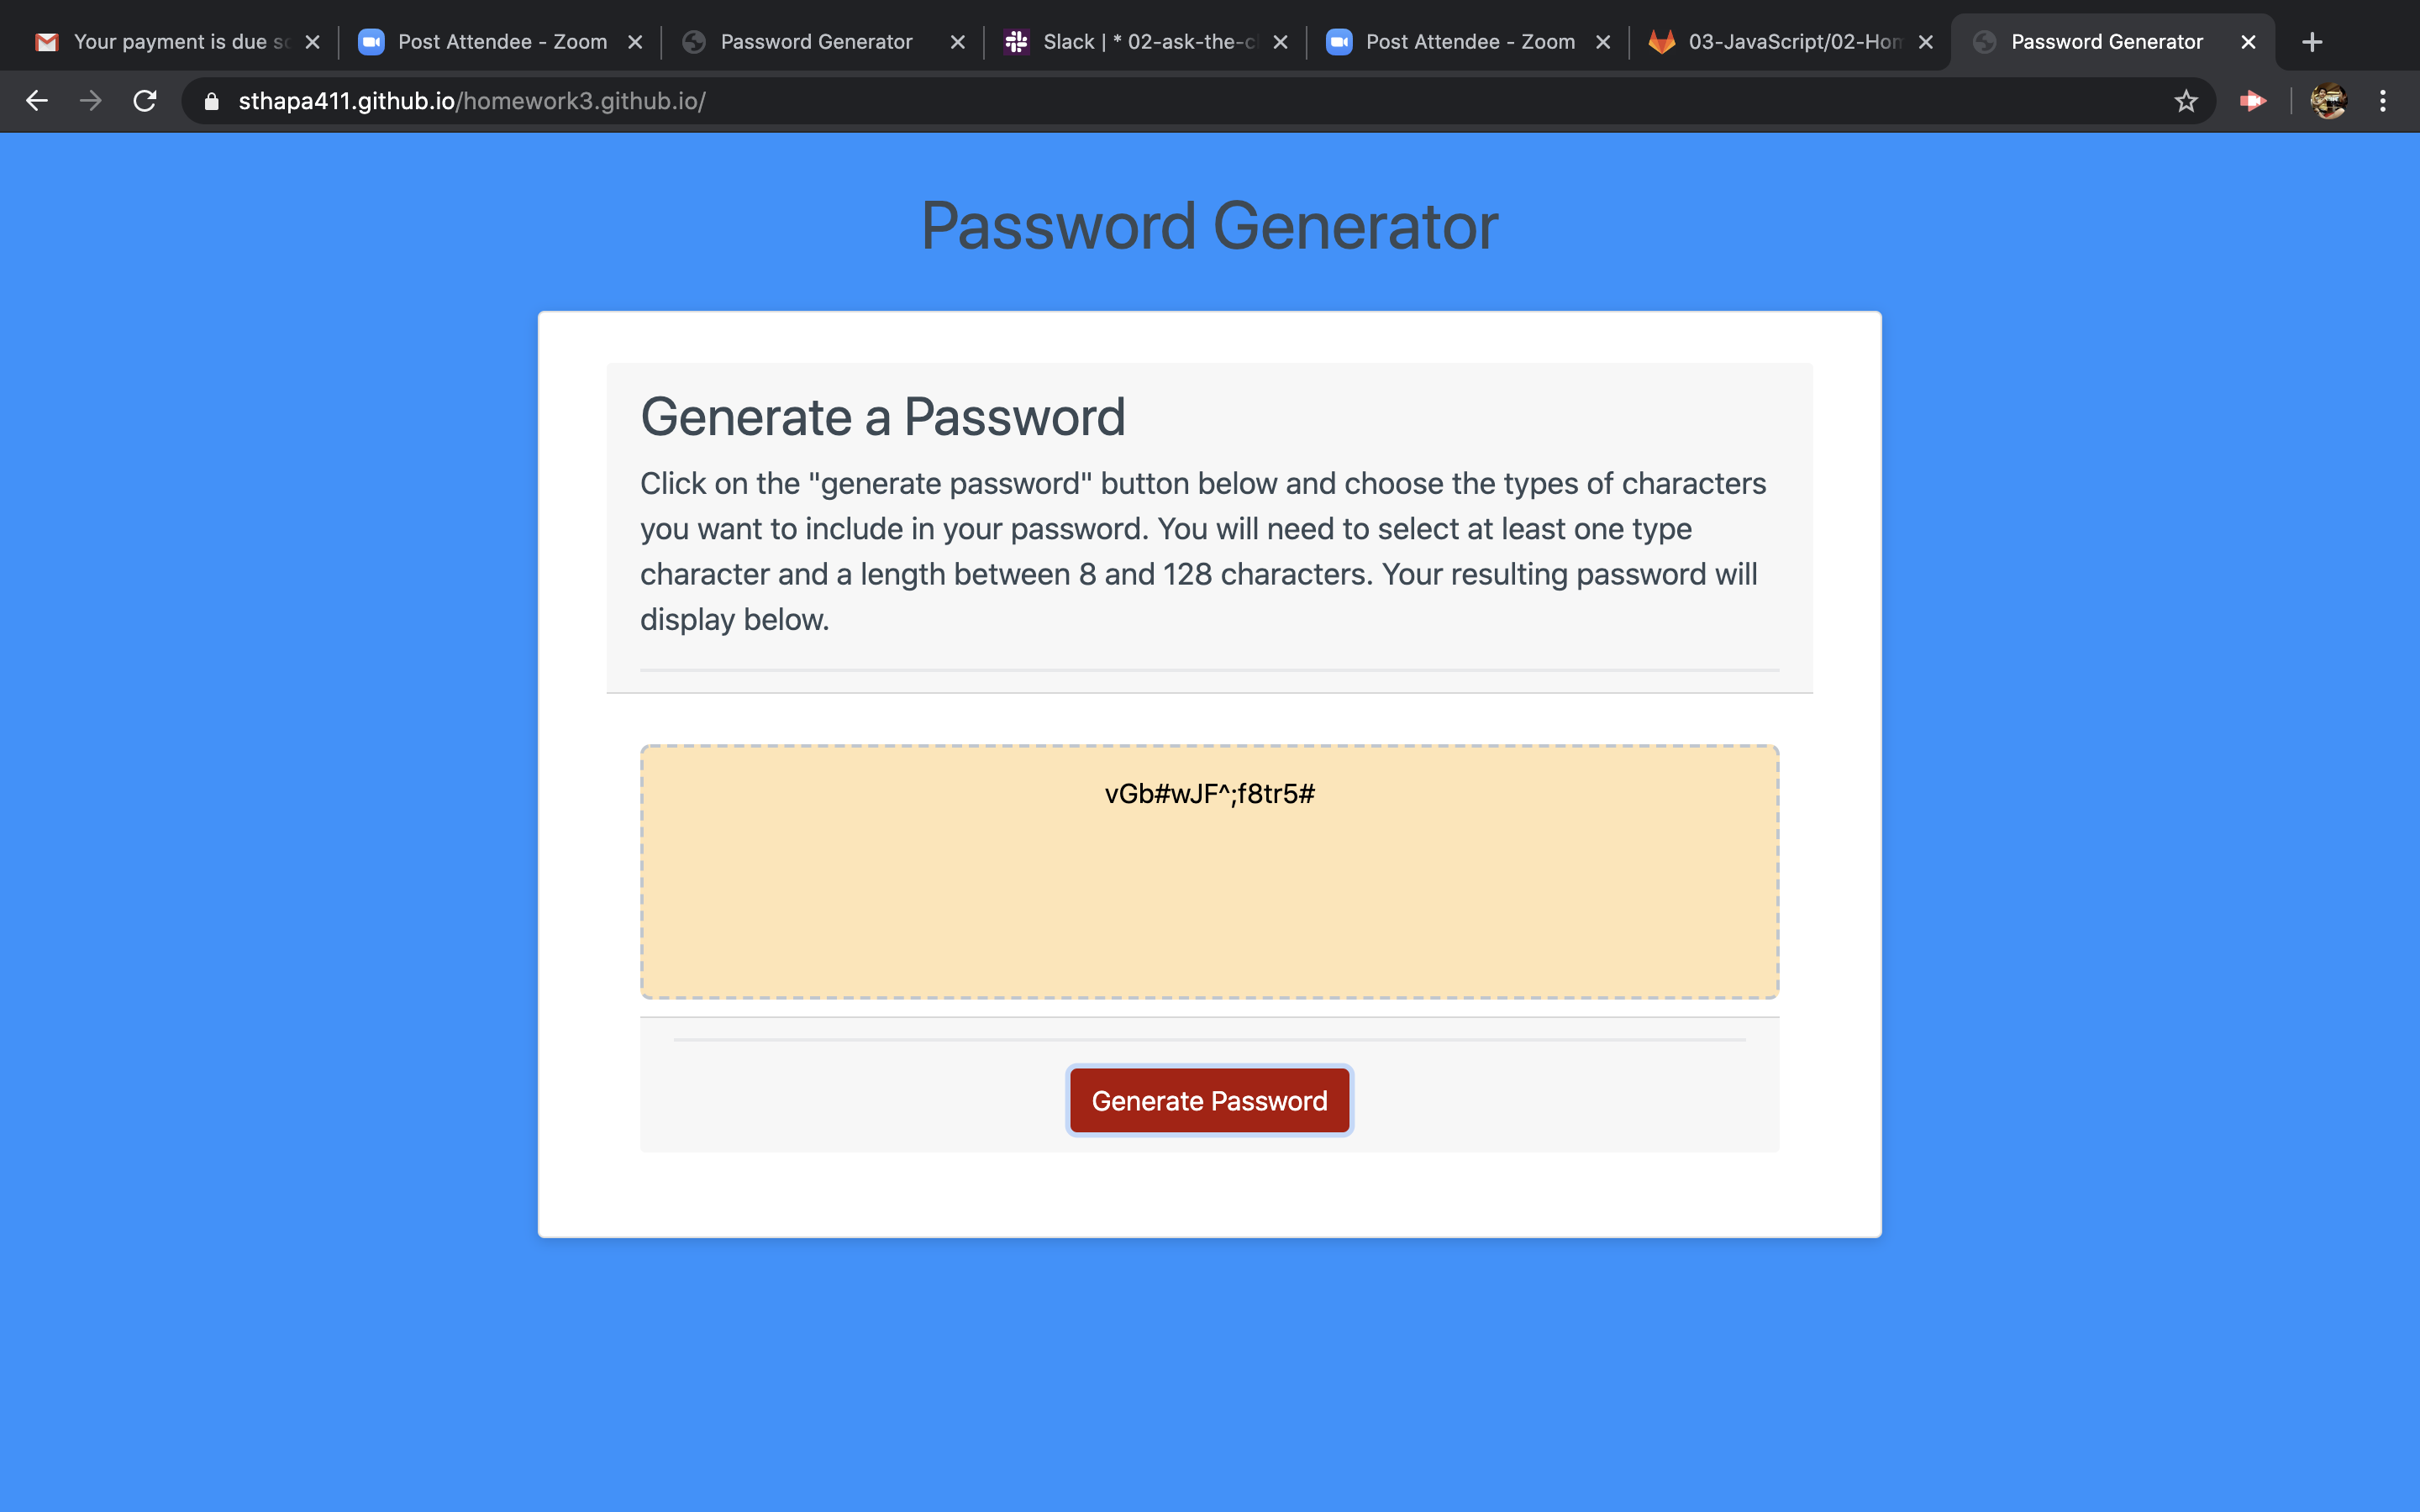 Your payment is due
Post Attendee - Zoom
Password Generator
Slack | * 02-ask-the-c
Post Attendee - Zoom
03-JavaScript/02-Hom
Password Generator
sthapa411.github.io/homework3.github.io/
Password Generator
Generate a Password
Click on the "generate password" button below and choose the types of characters
you want to include in your password. You will need to select at least one type
character and a length between 8 and 128 characters. Your resulting password will
display below.
vGb#wJF^;f8tr5#
Generate Password